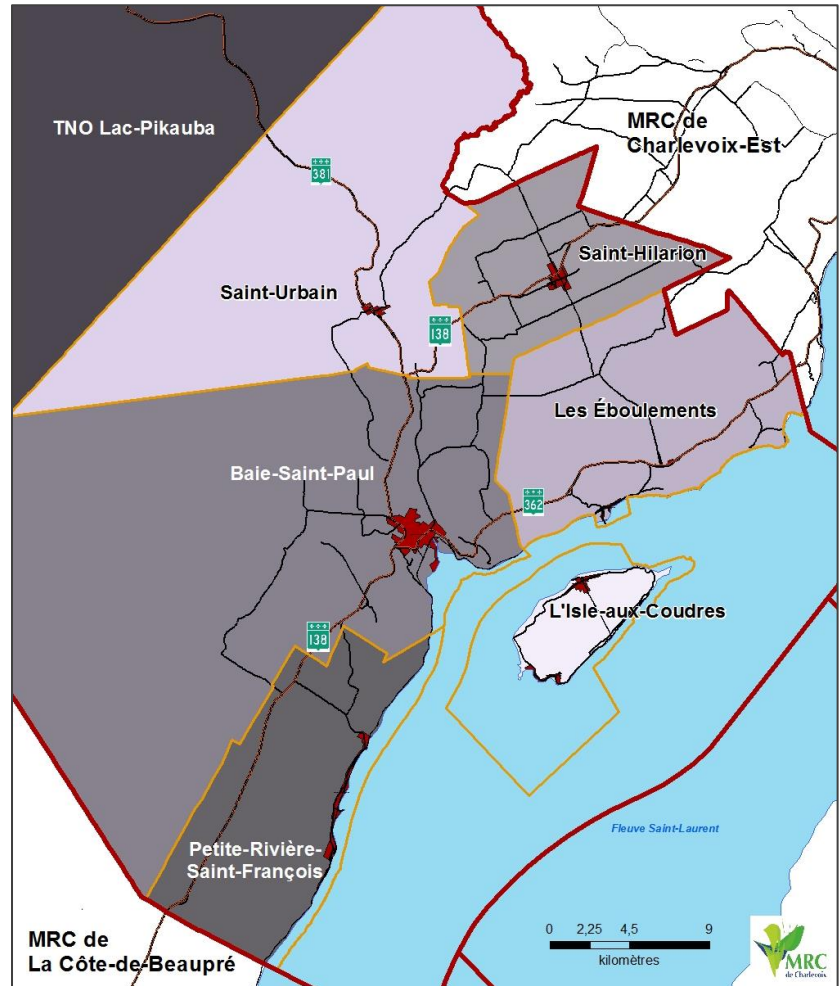 TNO Lac-Pikauba
MRC de
Charlevoix-Est
381
Saint-Hilarion
Saint-Urbain
138
Les Éboulements
Baie-Saint-Paul
362
L'Isle-aux-Coudres
138
Fleuve Saint-Laurent
Petite-Rivière-
Saint-François
MRC de
La Côte-de-Beaupré
0 2,25 4,5 9
kilomètres
MRC
de Charlevoix